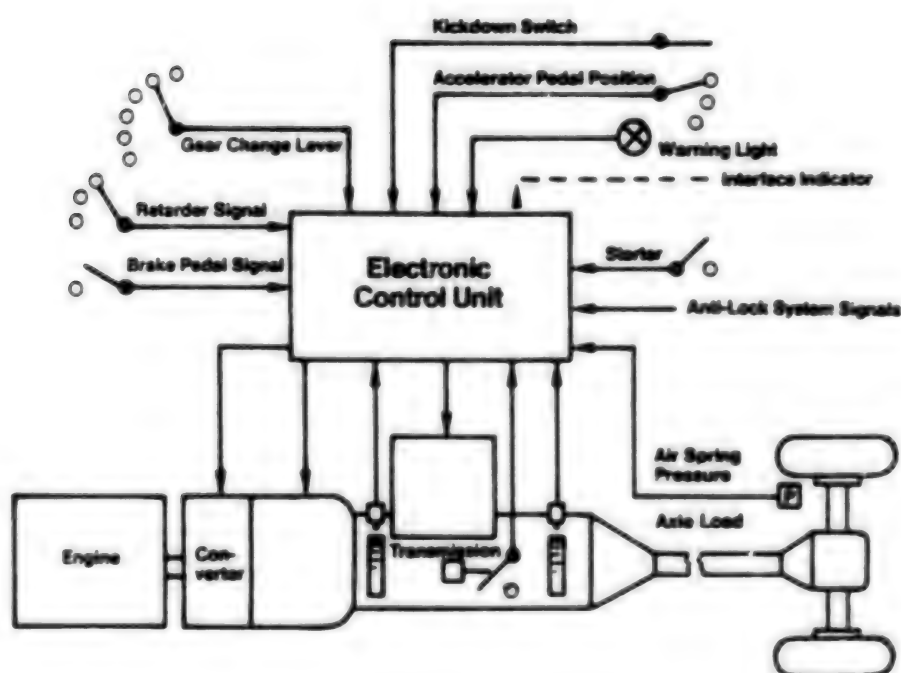 Kickdown Switch
Accelerator Pedal Position
Gear Change Lever
Warning Light
Interface Indicator
Retarder Signal
Brake Pedal Signal
Electronic
Control Unit
Starter
Anti-Lock System Signals
Air Spring
Pressure
P
Axle Load
Engine
Con-
verter
Transmission